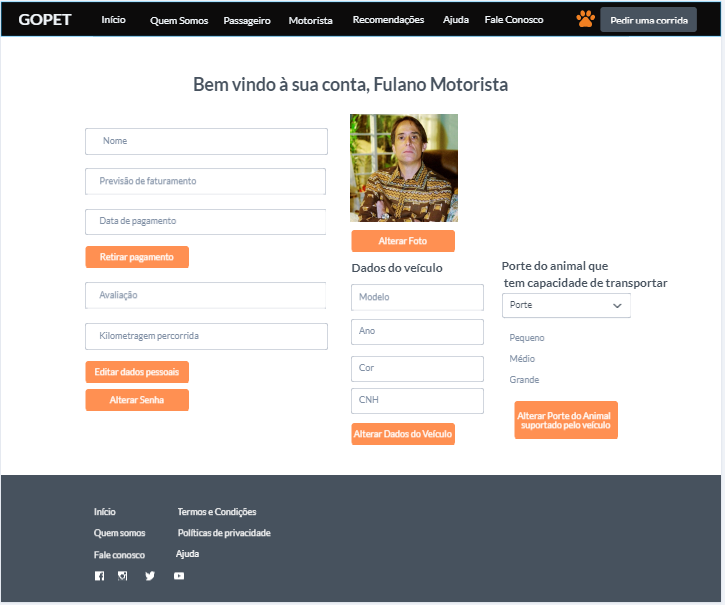 GOPET
Início
Quem Somos
Passageiro
Motorista
Recomendações
Ajuda
Fale Conosco
Pedir uma corrida
Bem vindo à sua conta, Fulano Motorista
Nome
Previsão de faturamento
Data de pagamento
Retirar pagamento
Avaliação
Kilometragem percorrida
Editar dados pessoais
Alterar Senha
Alterar Foto
Dados do veículo
Modelo
Ano
Cor
CNH
Alterar Dados do Veículo
Porte do animal que
tem capacidade de transportar
Porte
Pequeno
Médio
Grande
Alterar Porte do Animal
suportado pelo veículo
Início
Quem somos
Fale conosco
Termos e Condições
Políticas de privacidade
Ajuda